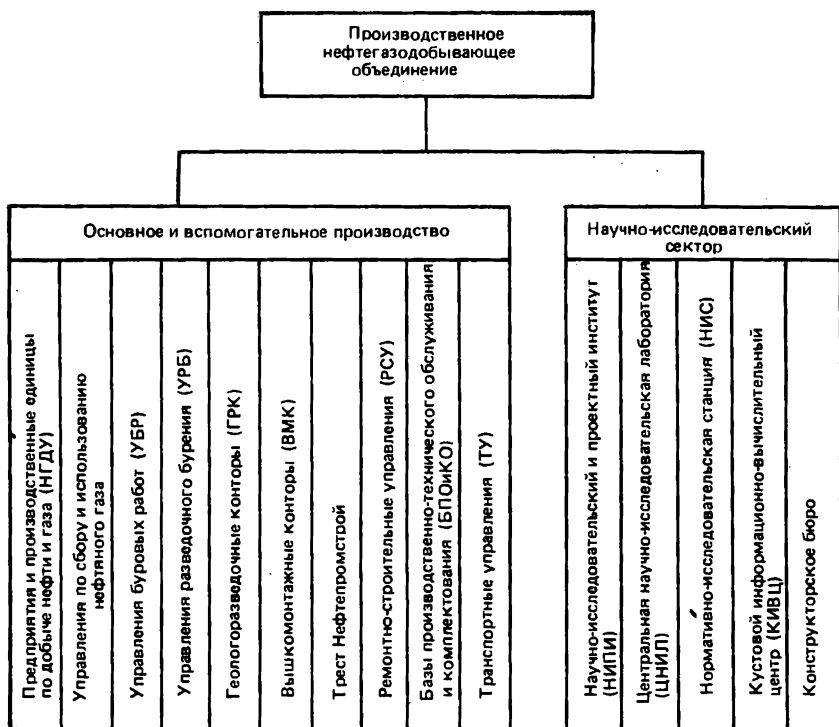 Производственное
нефтегазодобывающее
объединение
Основное и вспомогательное производство
Предприятия и производственные единицы
по добыче нефти и газа (НГДУ)
Управления по сбору и использованию
нефтяного газа
Управления буровых работ (УБР)
Управления разведочного бурения (УРБ)
Геологоразведочные конторы (ГРК)
Вышкомонтажные конторы (ВМК)
Трест Нефтепромстрой
Ремонтно-строительные управления (РСУ)
Базы производственно-технического обслуживания
и комплектования (БПОиКО)
Транспортные управления (ТУ)
Научно-исследовательский
сектор
Научно-исследовательский и проектный институт
(НИПИ)
Центральная научно-исследовательская лаборатория
(ЦНИЛ)
Нормативно-исследовательская станция (НИС)
Кустовой информационно-вычислительный
центр (КИВЦ)
Конструкторское бюро